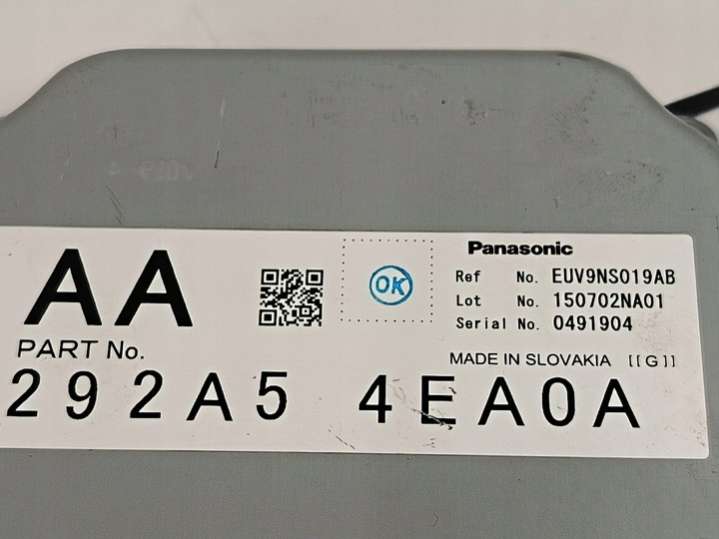 AA
PART No.
292A5 4EA0A
OK
Panasonic
Ref No. EUV9NS019AB
Lot No. 150702NA01
Serial No. 0491904
MADE IN SLOVAKIA [[G]]